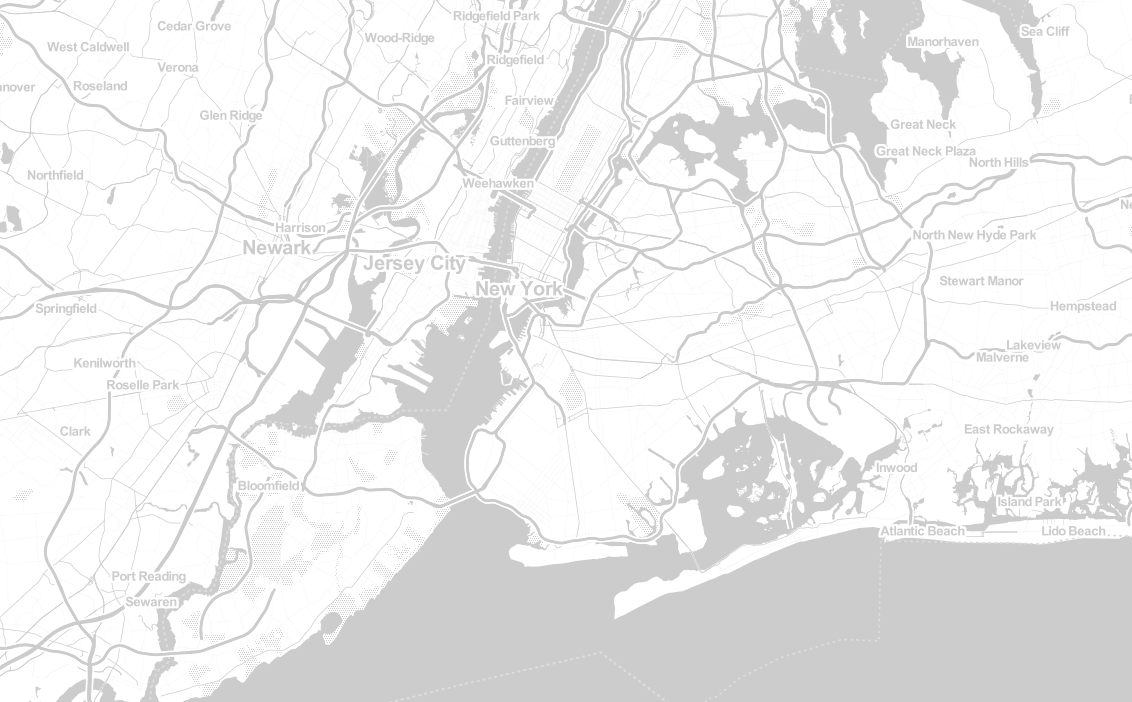 Ridgefield Park
Cedar Grove
Sea Cliff
Wood-Ridge
Manorhaven
West Caldwell
Ridgefield
Verona
Roseland
nover
Fairview
Glen Ridge
Great Neck
Guttenberg
Great Neck Plaza
North Hills
Northfield
Weehawken
Harrison
North New Hyde Park
Newark
Jersey City
Stewart Manor
New York
Springfield
Hempstead
Lakeview
Malverne
Kenilworth
Roselle Park
Clark
East Rockaway
Inwood
Bloomfield
Island Park
Atlantic Beach
Lido Beach
Port Reading
Sewaren